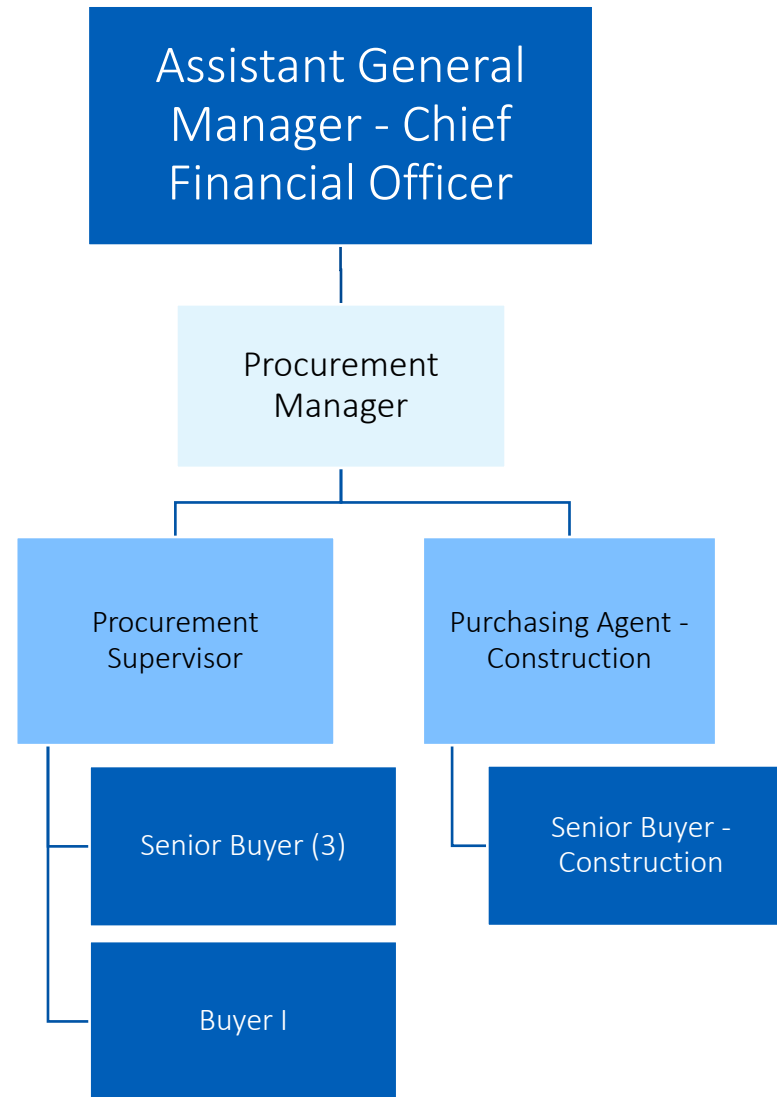 Assistant General
Manager - Chief
Financial Officer
Procurement
Manager
Procurement
Supervisor
Purchasing Agent -
Construction
Senior Buyer (3)
Senior Buyer -
Construction
Buyer I